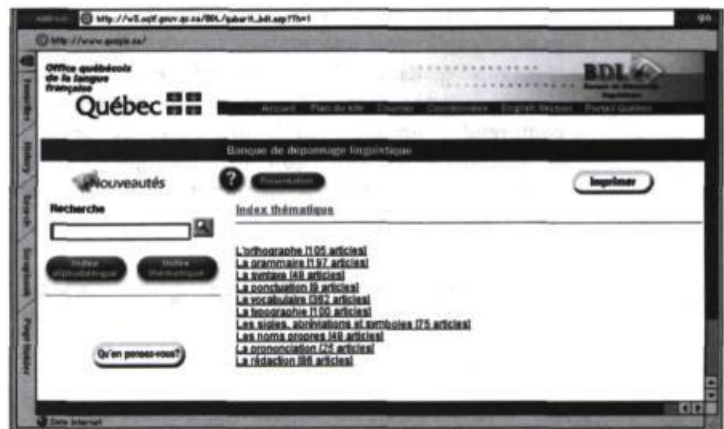 http://w3.oqlf.gouv.qc.ca/BDL/gabarit_bdl.asp?Th=1
go
http://www.google.ca/
Office québécois
de la langue
française
Québec
BDL
Accueil Plan du site Courrier Coordonnées English Section Portail Québec
Banque de dépannage linguistique
Nouveautés
? Présentation
Imprimer
Recherche
Index thématique
Index alphabétique
Index thématique
L'orthographe [105 articles]
La grammaire [197 articles]
La syntaxe [48 articles]
La ponctuation [9 articles]
Le vocabulaire [362 articles]
La typographie [100 articles]
Les sigles, abréviations et symboles [75 articles]
Les noms propres [48 articles]
La prononciation [25 articles]
La rédaction [86 articles]
Qu'en pensez-vous?
Favorites
History
Search
Scrapbook
Page Holder
Zone Internet